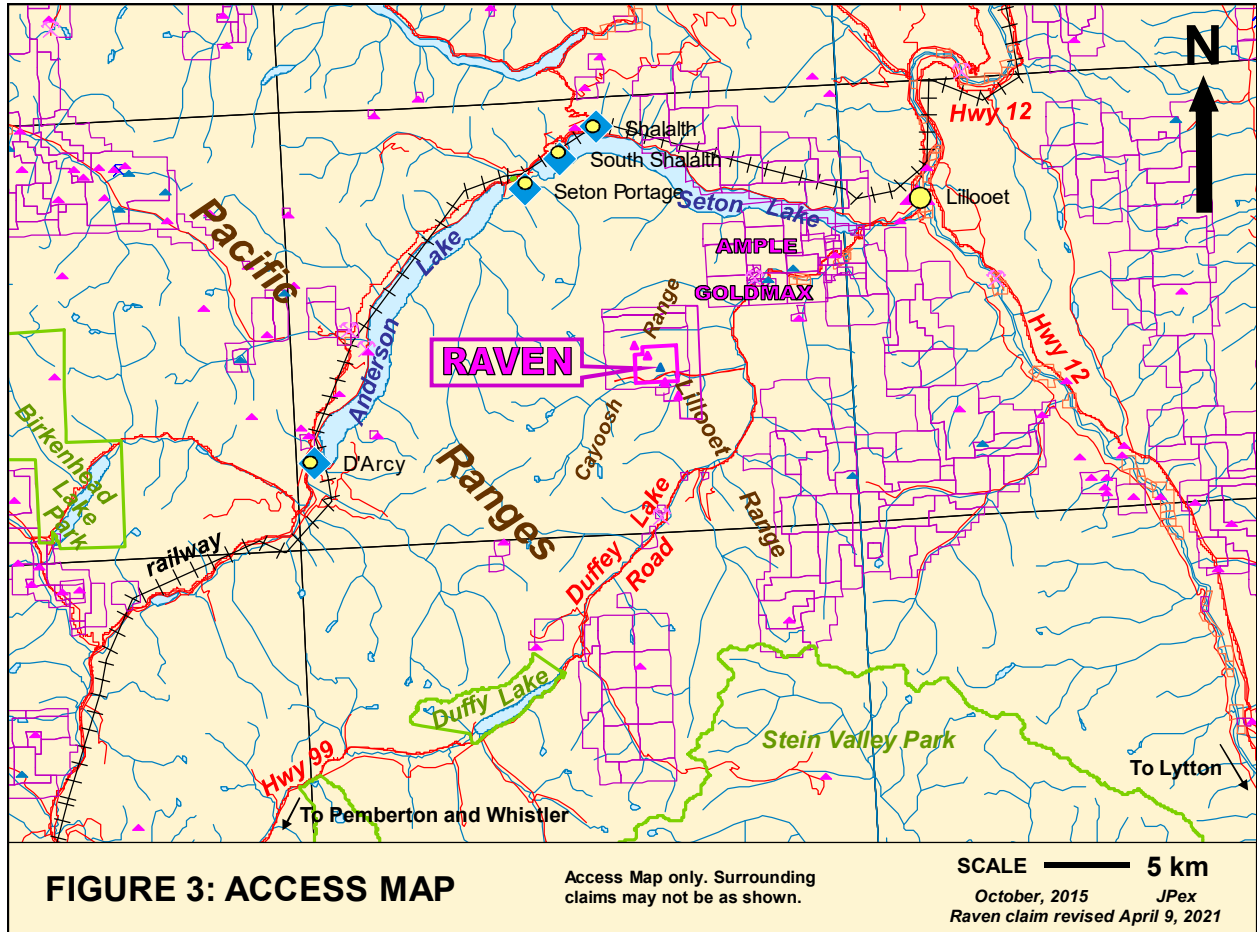 N
Hwy 12
Shalalth
South Shalalth
Seton Portage
Seton Lake
Lillooet
Pacific
Ranges
Anderson Lake
AMPLE
GOLDMAX
RAVEN
Cayoosh Range
Lillooet Range
Hwy 12
Birkenhead
Lake
Park
D'Arcy
railway
Duffey Lake
Road
Duffy Lake
Stein Valley Park
Hwy 99
To Lytton
To Pemberton and Whistler
FIGURE 3: ACCESS MAP
Access Map only. Surrounding
claims may not be as shown.
SCALE 5 km
October, 2015 JPex
Raven claim revised April 9, 2021